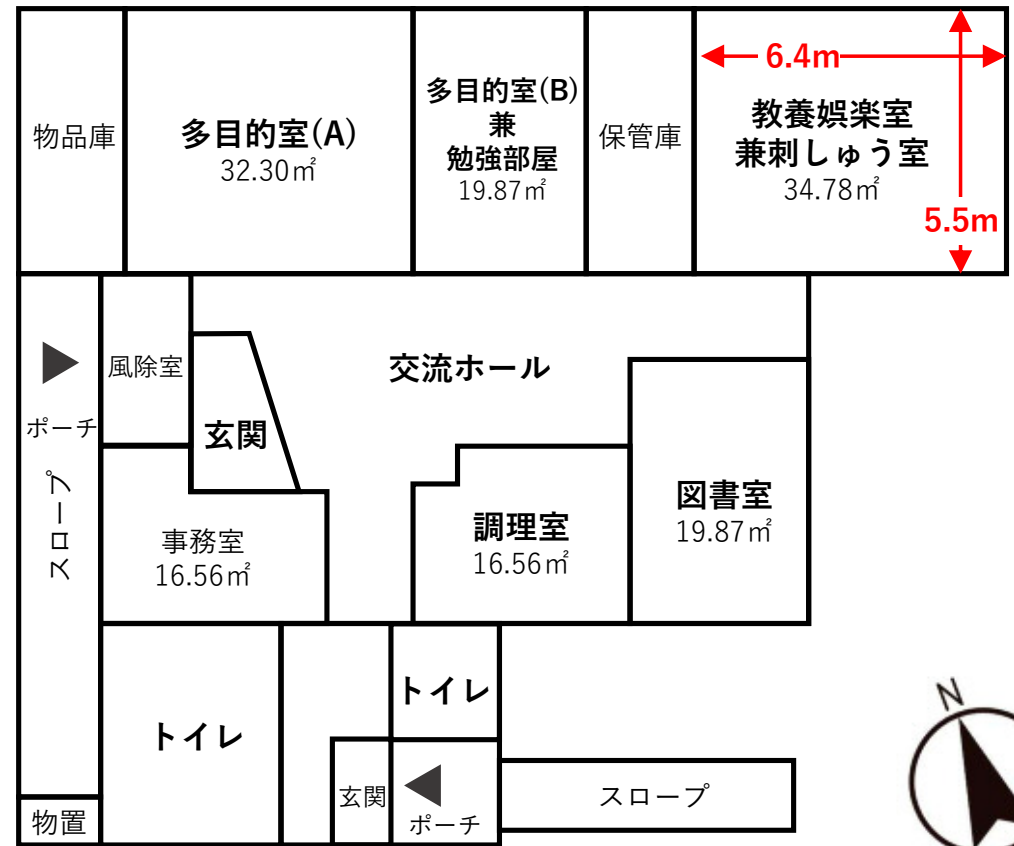 物品庫
多目的室(A)
32.30㎡
多目的室(B)
兼
勉強部屋
19.87㎡
保管庫
6.4m
教養娯楽室
兼刺しゅう室
34.78㎡
5.5m
風除室
ポーチ
スロープ
玄関
交流ホール
事務室
16.56㎡
調理室
16.56㎡
図書室
19.87㎡
トイレ
トイレ
玄関
ポーチ
スロープ
物置
N